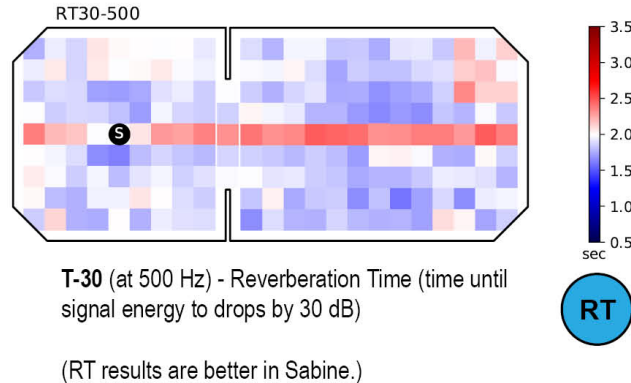 RT30-500
S
3.5
3.0
2.5
2.0
1.5
1.0
0.5
sec
T-30 (at 500 Hz) - Reverberation Time (time until
signal energy to drops by 30 dB)
RT
(RT results are better in Sabine.)